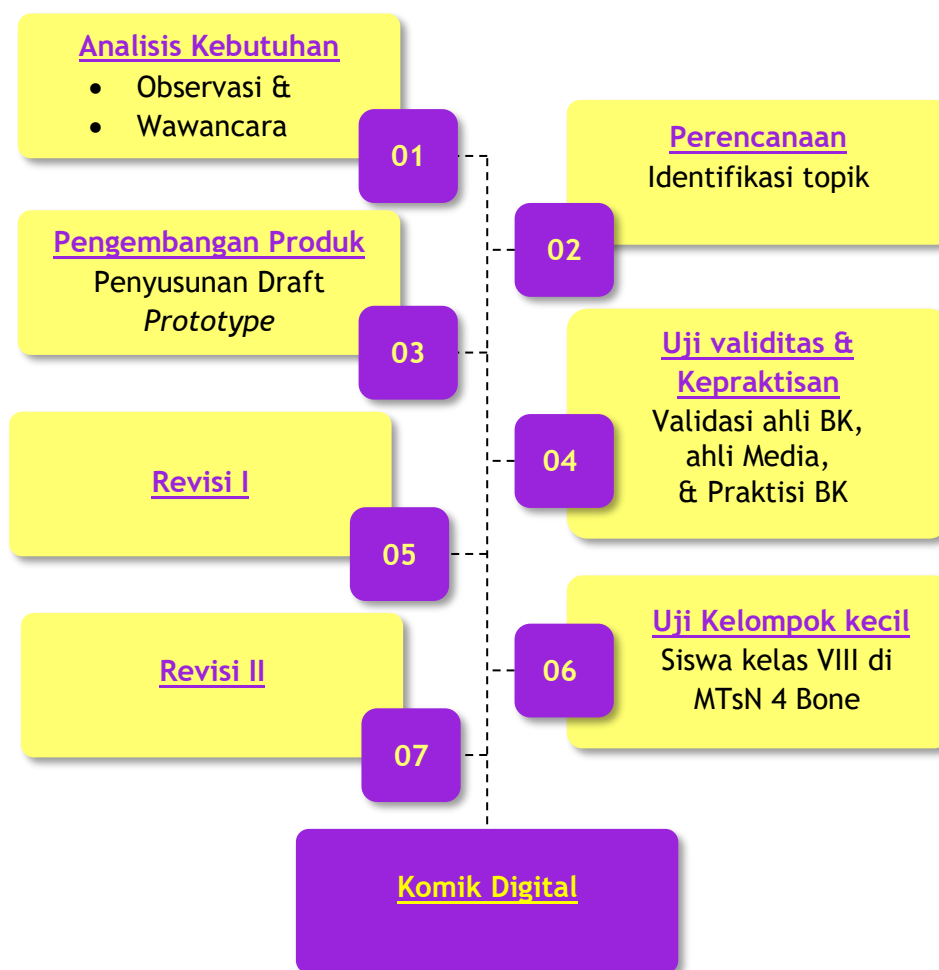 Analisis Kebutuhan
• Observasi &
• Wawancara
01
Perencanaan
Identifikasi topik
02
Pengembangan Produk
Penyusunan Draft
Prototype
03
Uji validitas &
Kepraktisan
Validasi ahli BK,
ahli Media,
& Praktisi BK
04
Revisi I
05
Uji Kelompok kecil
Siswa kelas VIII di
MTsN 4 Bone
06
Revisi II
07
Komik Digital